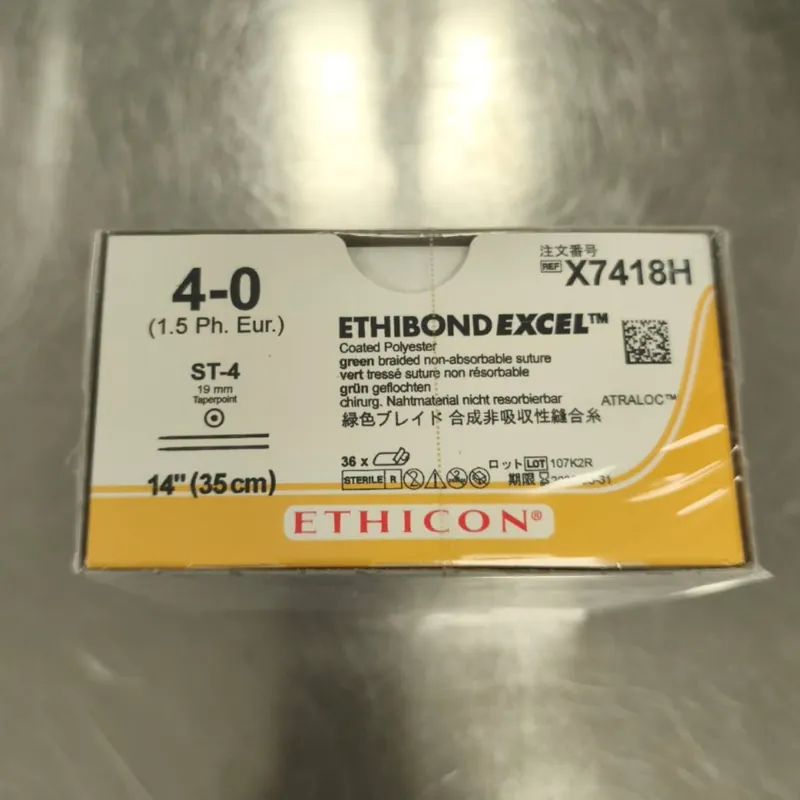 4-0
(1.5 Ph. Eur.)
ST-4
19 mm
Taperpoint
14" (35 cm)
注文番号
REF X7418H
ETHIBOND EXCEL™
Coated Polyester
green braided non-absorbable suture
vert tressé suture non résorbable
grün geflochten
chirurg. Nahtmaterial nicht resorbierbar
ATRALOC™
緑色ブレイド 合成非吸収性縫合糸
36 x
ロット LOT 107K2R
STERILE R
期限
ETHICON®